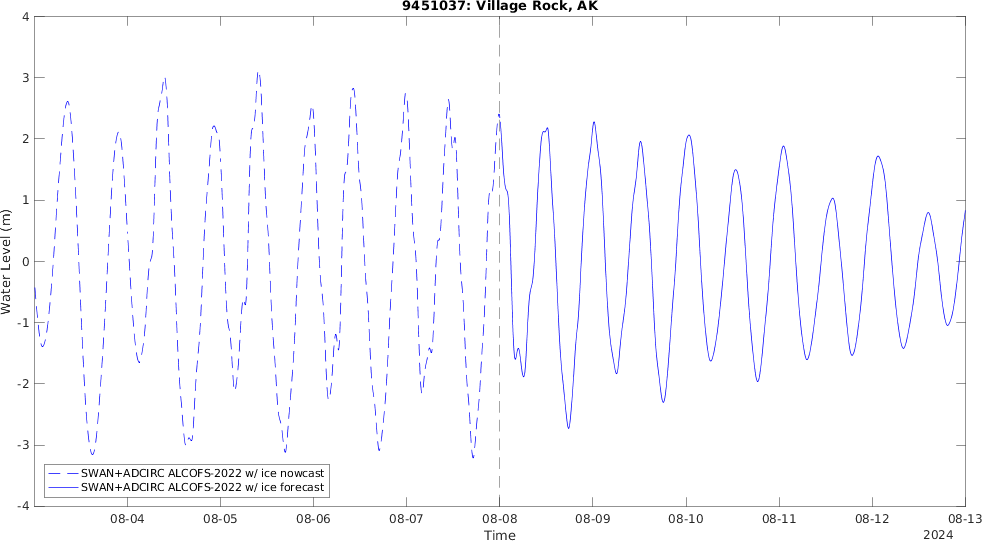 9451037: Village Rock, AK
4
3
2
1
0
-1
-2
-3
-4
Water Level (m)
SWAN+ADCIRC ALCOFS-2022 w/ ice nowcast
SWAN+ADCIRC ALCOFS-2022 w/ ice forecast
08-04 08-05 08-06 08-07 08-08 08-09 08-10 08-11 08-12 08-13
Time
2024